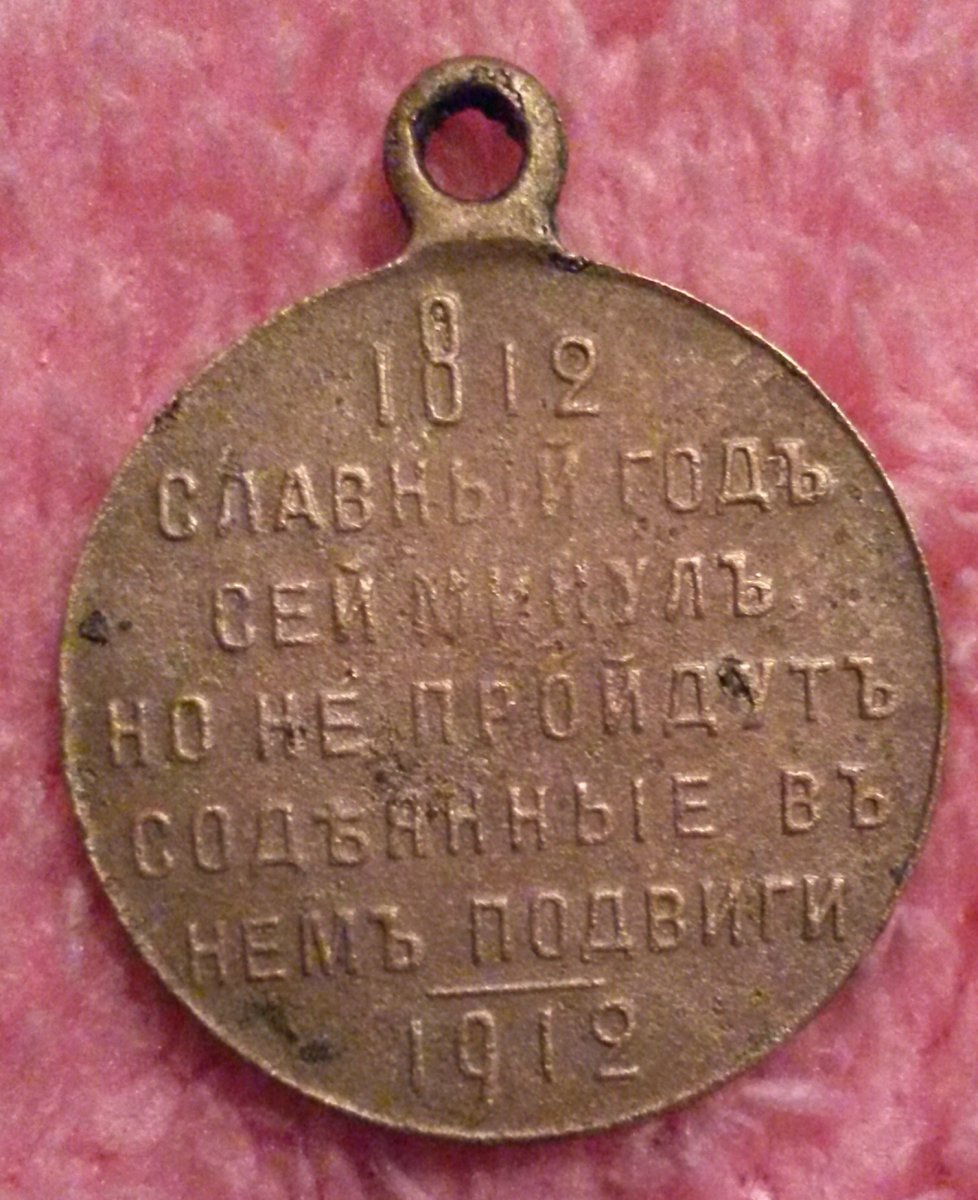 1812
СЛАВНЫЙ ГОДЪ
СЕЙ МИНУЛЪ,
НО НЕ ПРОЙДУТЪ
СОДѢЯННЫЕ ВЪ
НЕМЪ ПОДВИГИ
1912